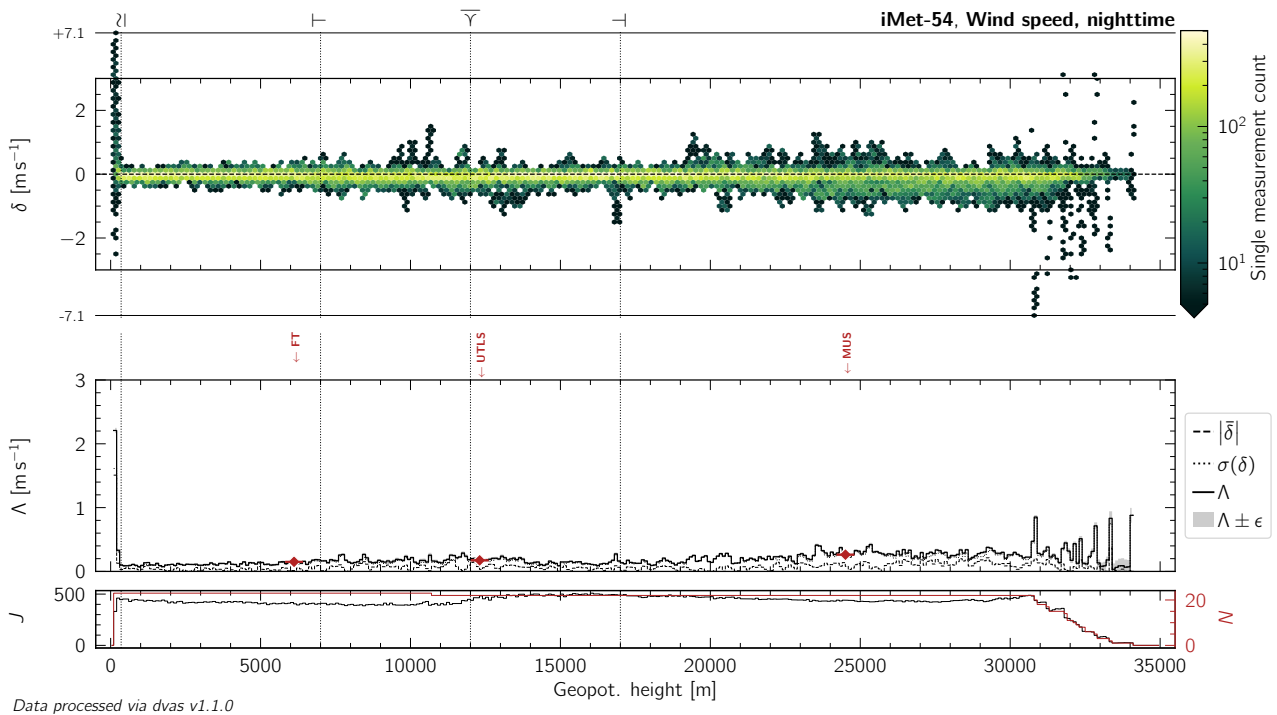 iMet-54, Wind speed, nighttime
+7.1
2
0
−2
-7.1
δ [m s⁻¹]
10²
10¹
Single measurement count
FT
UTLS
MUS
3
2
1
0
Λ [m s⁻¹]
|δ̄|
σ(δ)
Λ
Λ ± ϵ
500
0
J
20
0
N
0 5000 10000 15000 20000 25000 30000 35000
Geopot. height [m]
Data processed via dvas v1.1.0